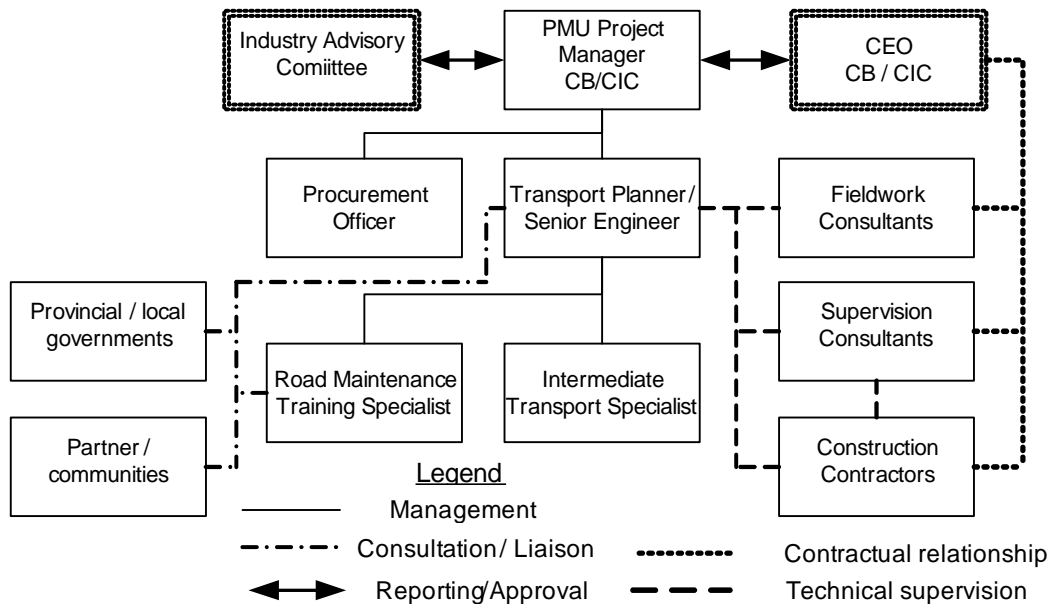 Industry Advisory
Comiittee
PMU Project
Manager
CB/CIC
CEO
CB / CIC
Procurement
Officer
Transport Planner/
Senior Engineer
Fieldwork
Consultants
Provincial / local
governments
Supervision
Consultants
Road Maintenance
Training Specialist
Intermediate
Transport Specialist
Partner /
communities
Construction
Contractors
Legend
Management
Consultation/ Liaison
Contractual relationship
Reporting/Approval
Technical supervision